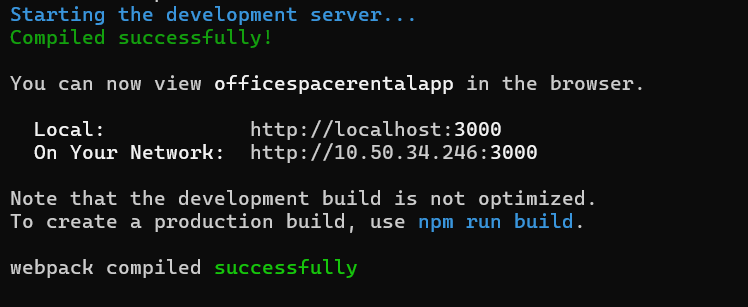 Starting the development server...
Compiled successfully!
You can now view officespacerentalapp in the browser.
Local: http://localhost:3000
On Your Network: http://10.50.34.246:3000
Note that the development build is not optimized.
To create a production build, use npm run build.
webpack compiled successfully